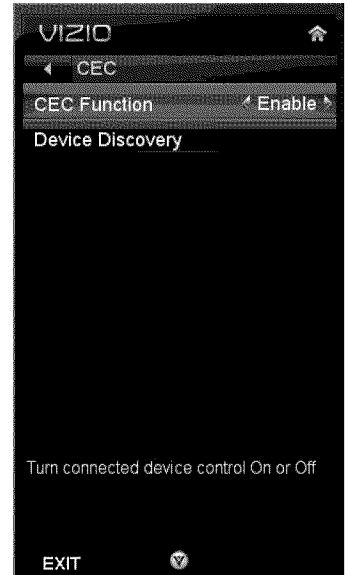 VIZIO
CEC
CEC Function Enable
Device Discovery
Turn connected device control On or Off
EXIT